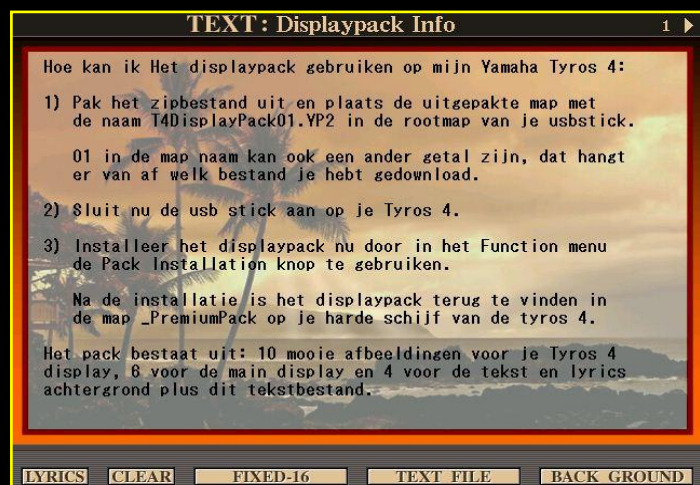 TEXT : Displaypack Info 1
Hoe kan ik Het displaypack gebruiken op mijn Yamaha Tyros 4:
1) Pak het zipbestand uit en plaats de uitgepakte map met
de naam T4DisplayPack01.YP2 in de rootmap van je usbstick.
01 in de map naam kan ook een ander getal zijn, dat hangt
er van af welk bestand je hebt gedownload.
2) Sluit nu de usb stick aan op je Tyros 4.
3) Installeer het displaypack nu door in het Function menu
de Pack Installation knop te gebruiken.
Na de installatie is het displaypack terug te vinden in
de map _PremiumPack op je harde schijf van de tyros 4.
Het pack bestaat uit: 10 mooie afbeeldingen voor je Tyros 4
display, 6 voor de main display en 4 voor de tekst en lyrics
achtergrond plus dit tekstbestand.
LYRICS CLEAR FIXED-16 TEXT FILE BACK GROUND